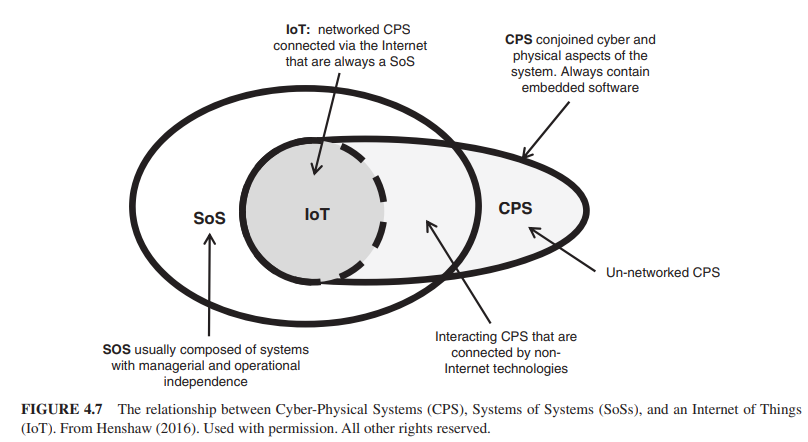 IoT: networked CPS
connected via the Internet
that are always a SoS
CPS conjoined cyber and
physical aspects of the
system. Always contain
embedded software
SoS
IoT
CPS
Un-networked CPS
Interacting CPS that are
connected by non-
Internet technologies
SOS usually composed of systems
with managerial and operational
independence
FIGURE 4.7 The relationship between Cyber-Physical Systems (CPS), Systems of Systems (SoSs), and an Internet of Things
(IoT). From Henshaw (2016). Used with permission. All other rights reserved.